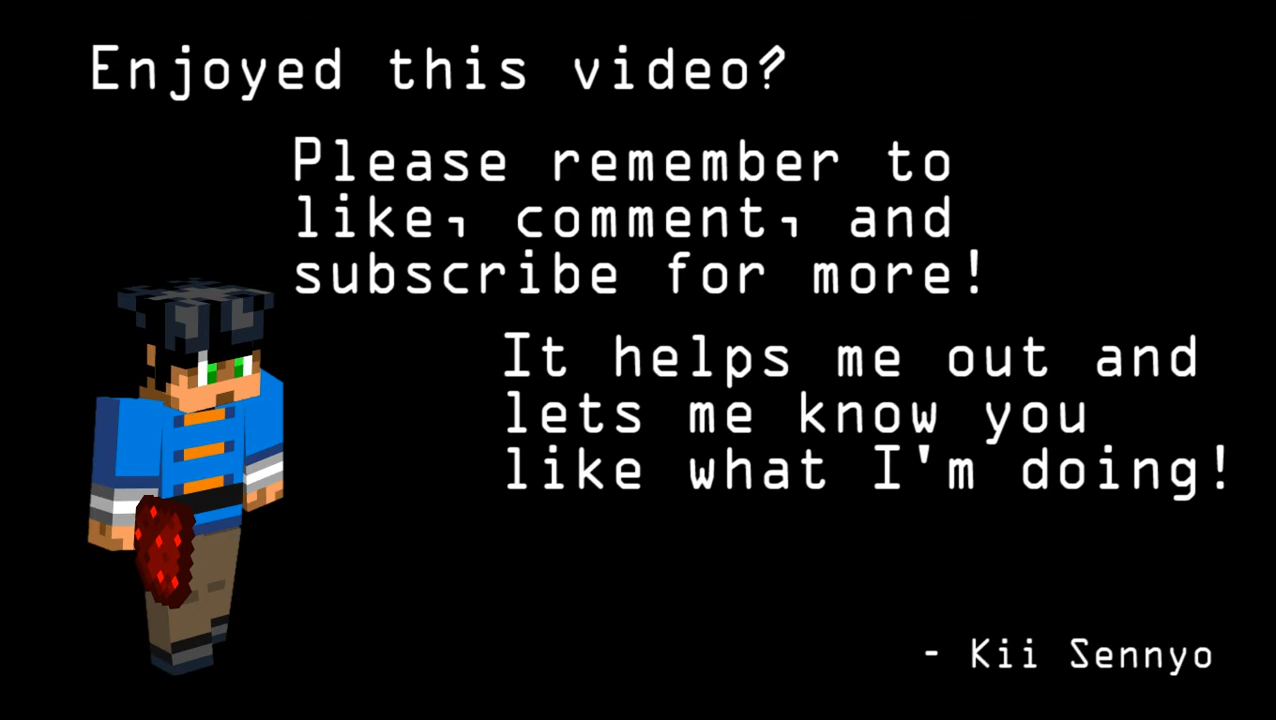 Enjoyed this video?
Please remember to
like, comment, and
subscribe for more!
It helps me out and
lets me know you
like what I'm doing!
- Kii Sennyo